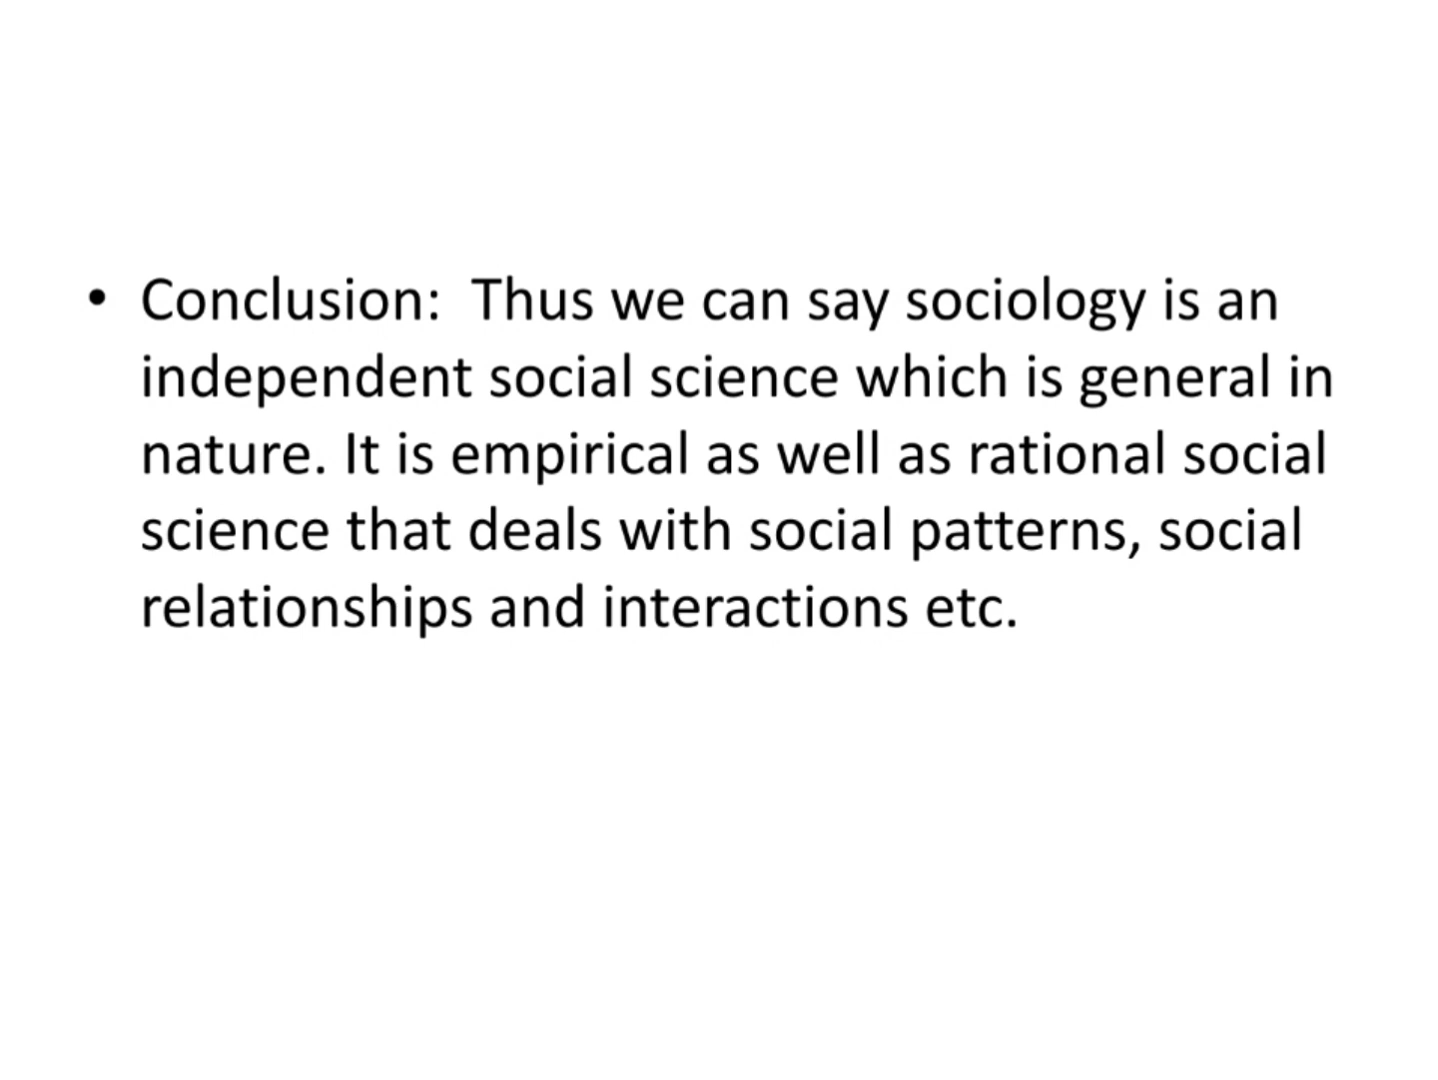 • Conclusion:  Thus we can say sociology is an
independent social science which is general in
nature. It is empirical as well as rational social
science that deals with social patterns, social
relationships and interactions etc.